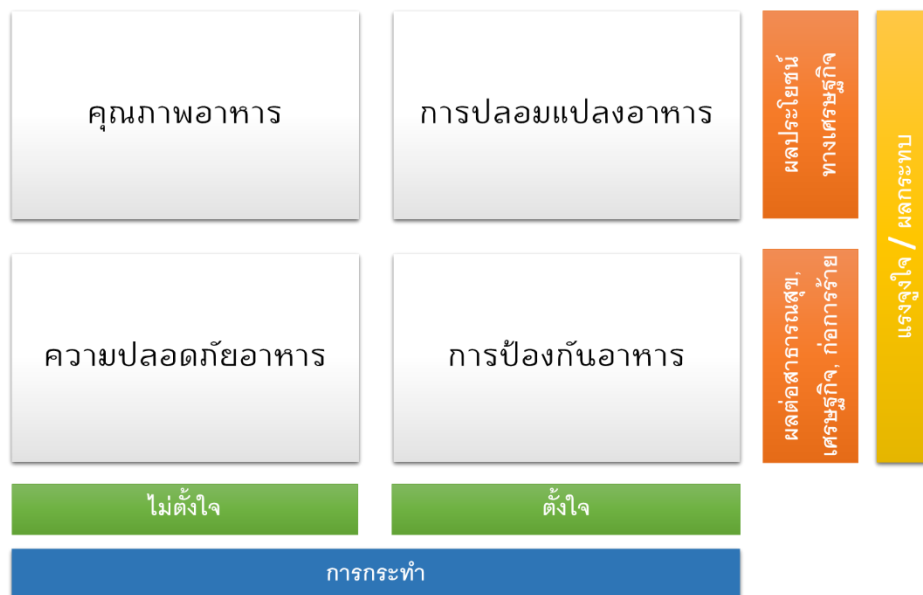 คุณภาพอาหาร
การปลอมแปลงอาหาร
ผลประโยชน์
ทางเศรษฐกิจ
แรงจูงใจ / ผลกระทบ
ความปลอดภัยอาหาร
การป้องกันอาหาร
ผลต่อสาธารณสุข,
เศรษฐกิจ, ก่อการร้าย
ไม่ตั้งใจ
ตั้งใจ
การกระทำ